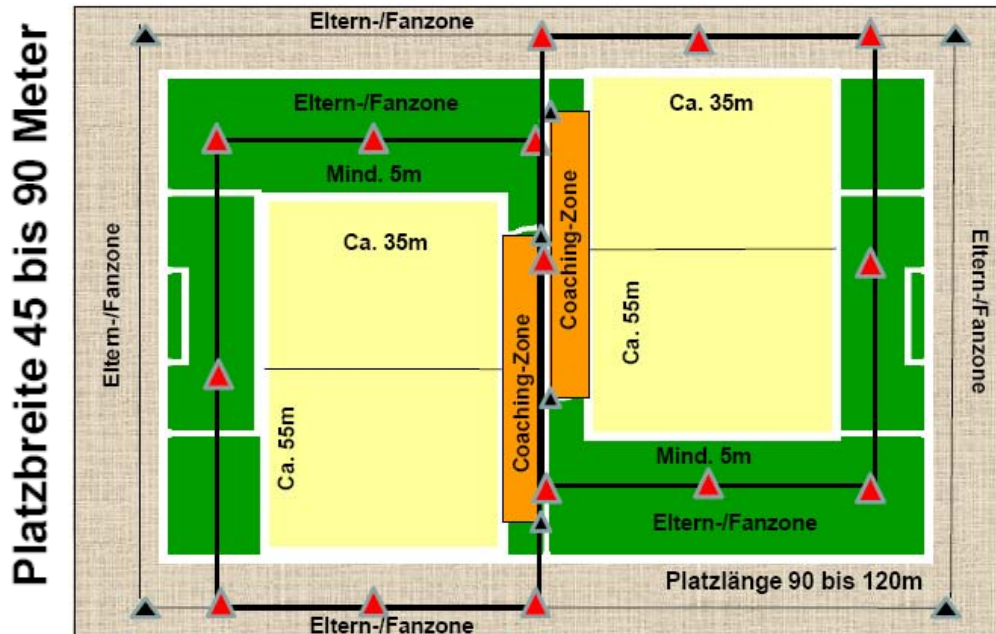 Platzbreite 45 bis 90 Meter
Eltern-/Fanzone
Eltern-/Fanzone
Ca. 35m
Mind. 5m
Ca. 35m
Eltern-/Fanzone
Coaching-Zone
Coaching-Zone
Ca. 55m
Eltern-/Fanzone
Ca. 55m
Mind. 5m
Eltern-/Fanzone
Platzlänge 90 bis 120m
Eltern-/Fanzone